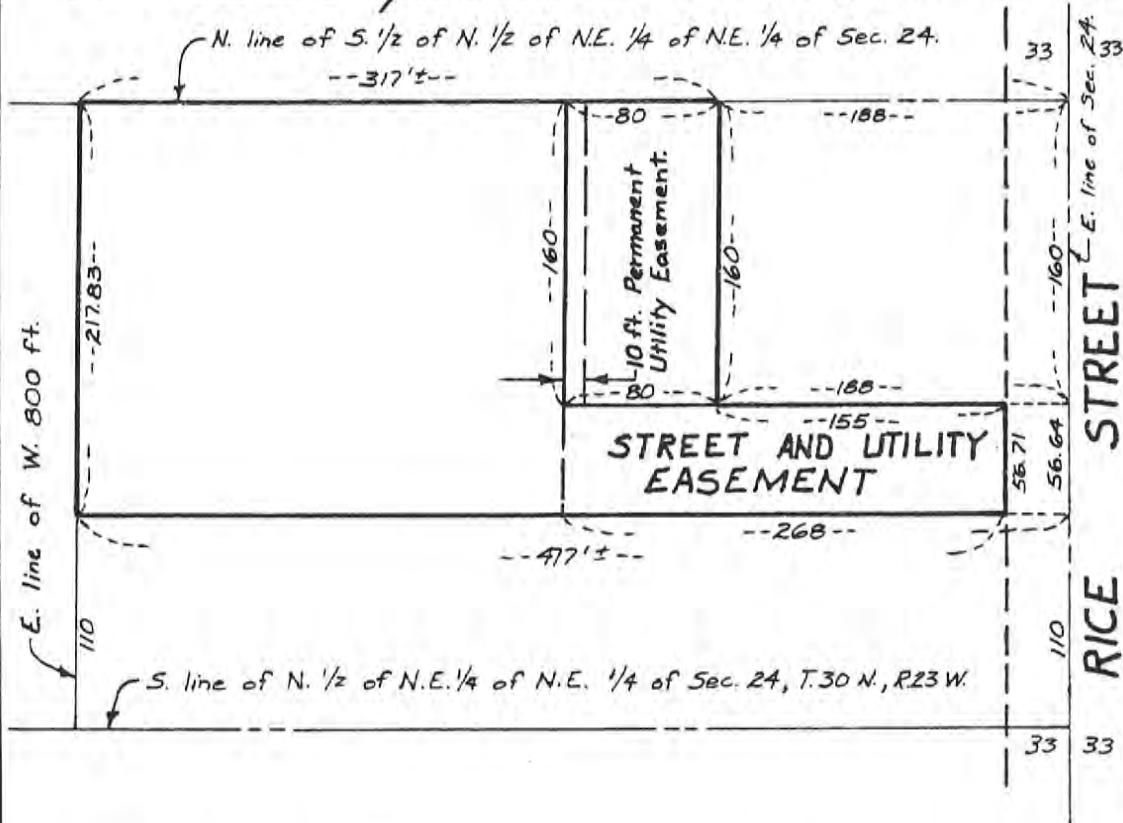 N. line of S. 1/2 of N. 1/2 of N.E. 1/4 of N.E. 1/4 of Sec. 24.
33
33
E. line of Sec. 24.
--317'±--
--80--
--188--
--217.83--
--160--
10 ft. Permanent
Utility Easement.
--160--
--160--
STREET
E. line of W. 800 ft.
--80--
--188--
--155--
STREET AND UTILITY
EASEMENT
56.71
56.64
--268--
--477'±--
110
110
RICE
S. line of N. 1/2 of N.E. 1/4 of N.E. 1/4 of Sec. 24, T.30 N., R.23 W.
33
33